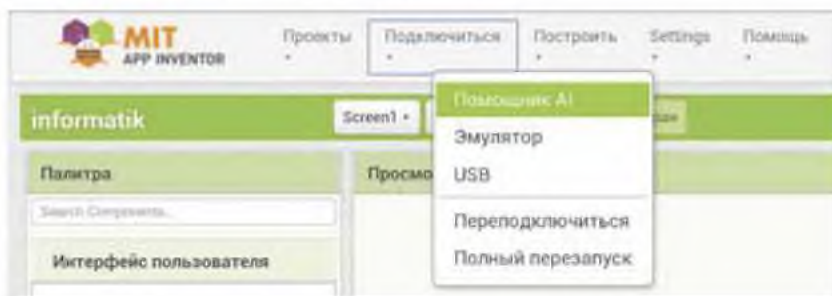 MIT
APP INVENTOR
Проекты Подключиться Построить Settings Помощь
informatik Screen1
Помощник AI
Эмулятор
USB
Переподключиться
Полный перезапуск
Палитра Просмо
Search Components...
Интерфейс пользователя